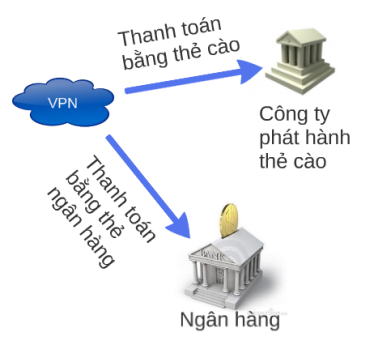 Thanh toán
bằng thẻ cào
VPN
Công ty
phát hành
thẻ cào
Thanh toán
bằng thẻ
ngân hàng
BANK
Ngân hàng